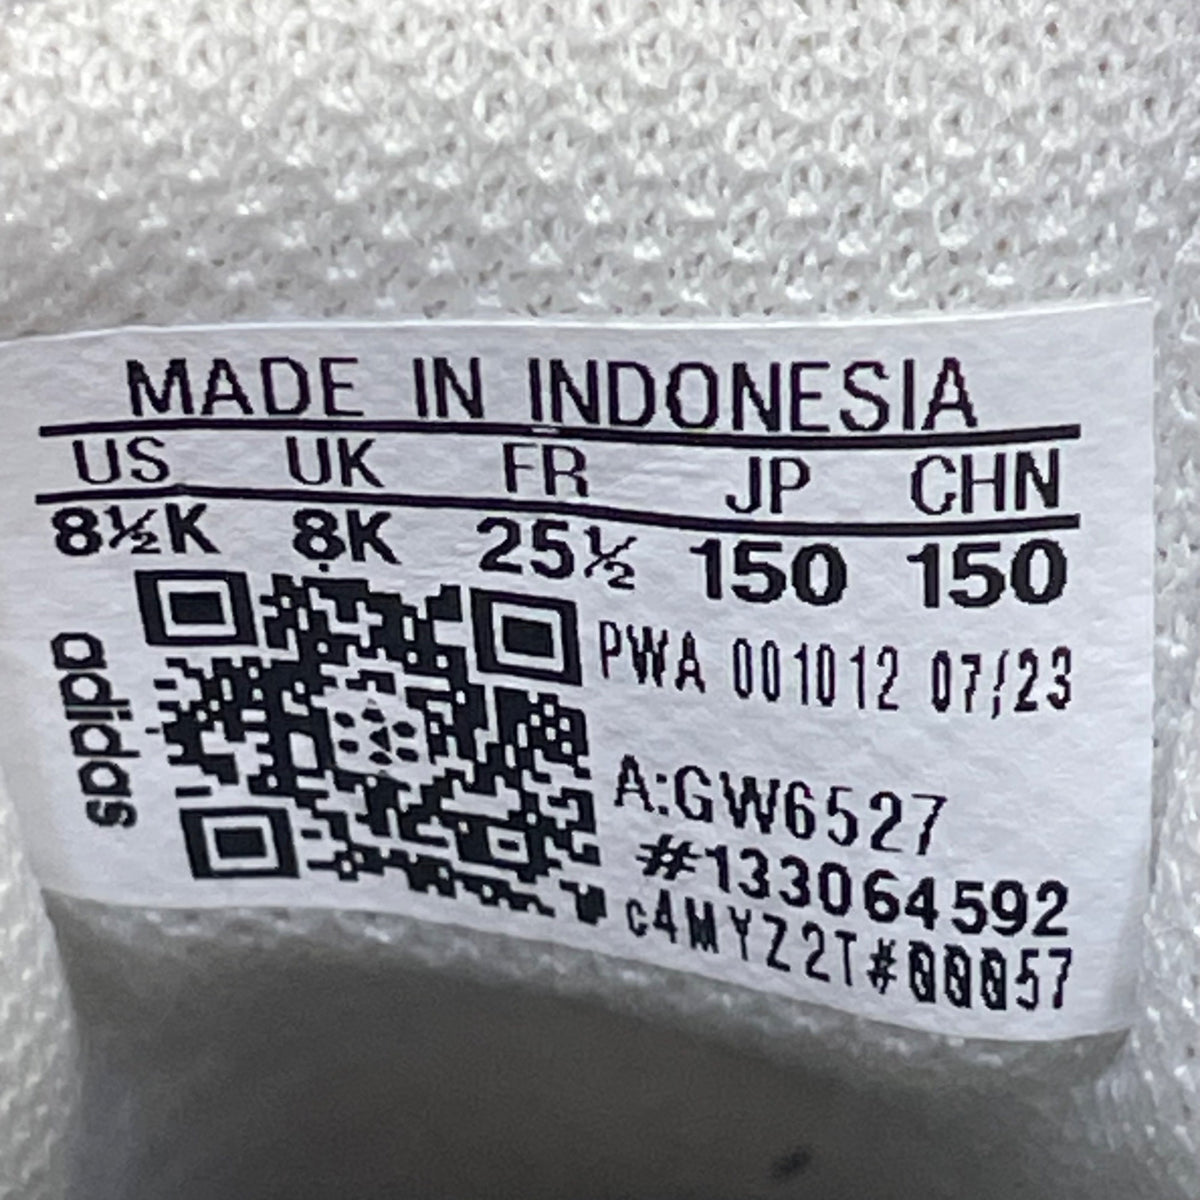 MADE IN INDONESIA
US UK FR JP CHN
8½K 8K 25½ 150 150
adidas
PWA 001012 07/23
A:GW6527
#133064592
c4MYZ2T#00057